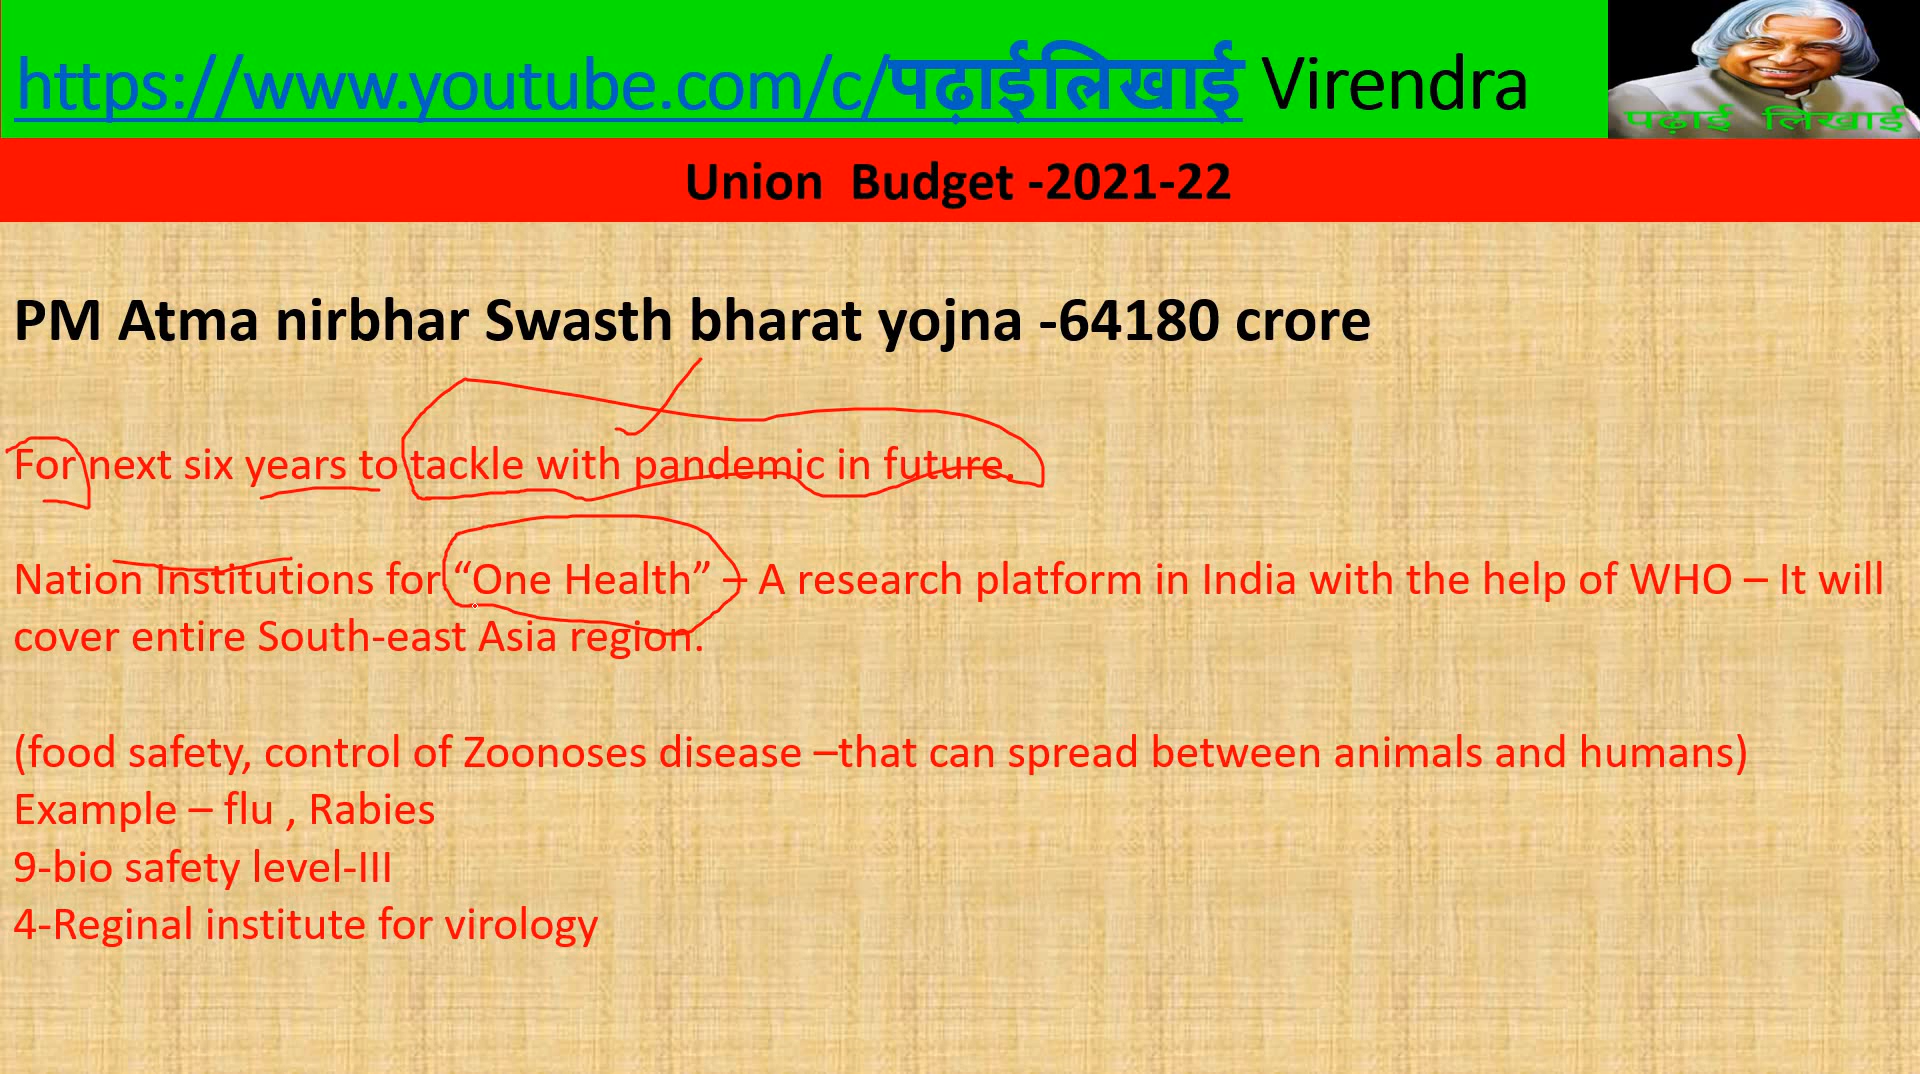 https://www.youtube.com/c/पढ़ाईलिखाई Virendra
पढ़ाई लिखाई
Union Budget -2021-22
PM Atma nirbhar Swasth bharat yojna -64180 crore
For next six years to tackle with pandemic in future.
Nation Institutions for “One Health” – A research platform in India with the help of WHO – It will
cover entire South-east Asia region.
(food safety, control of Zoonoses disease –that can spread between animals and humans)
Example – flu , Rabies
9-bio safety level-III
4-Reginal institute for virology